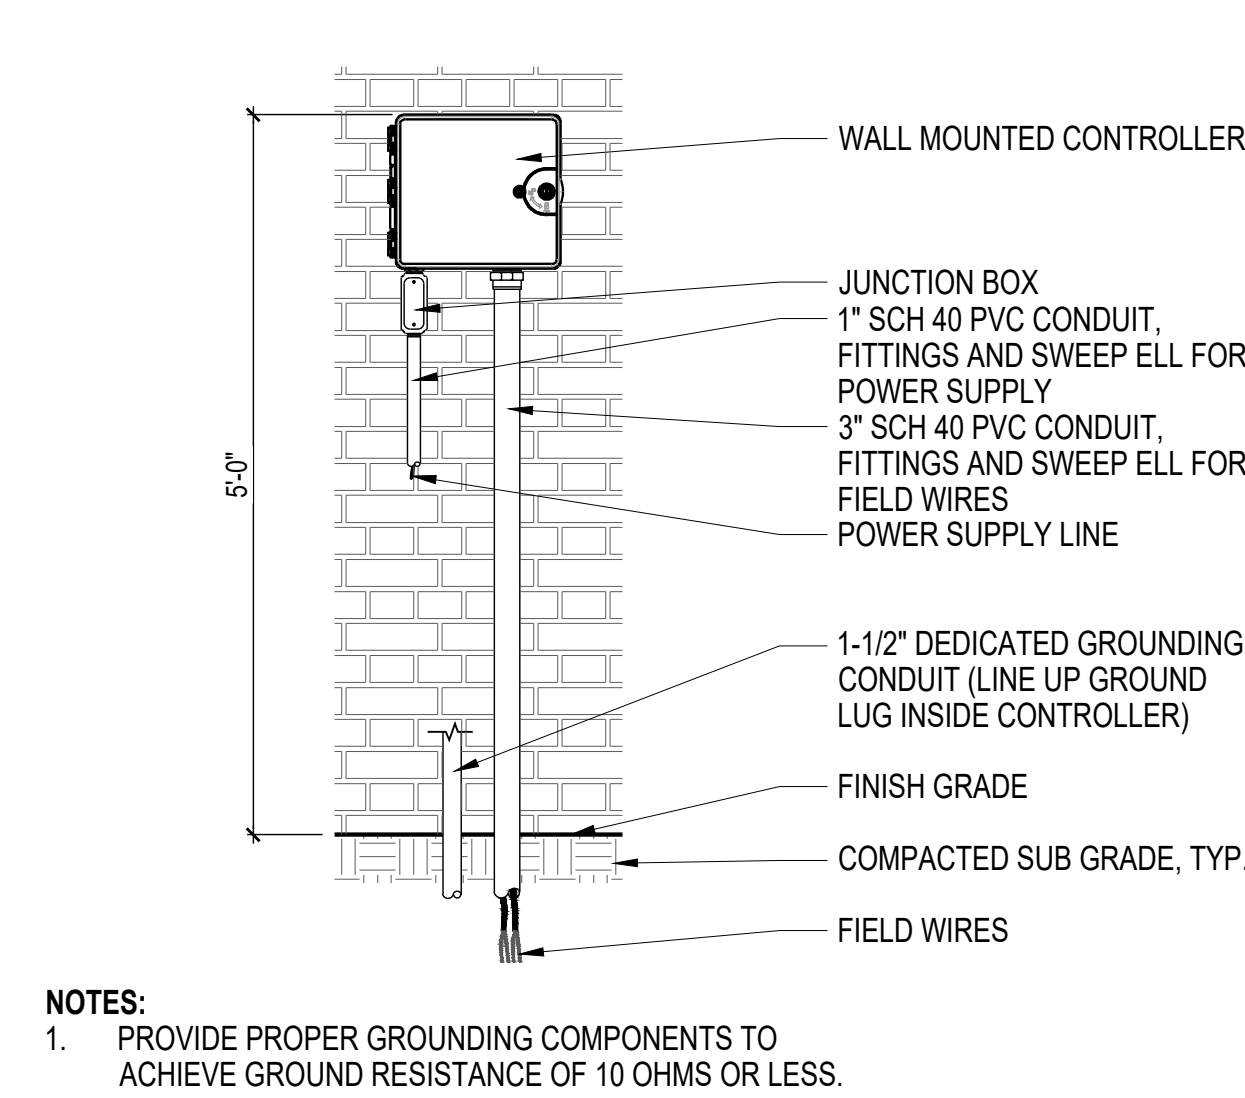 WALL MOUNTED CONTROLLER
JUNCTION BOX
1" SCH 40 PVC CONDUIT,
FITTINGS AND SWEEP ELL FOR
POWER SUPPLY
3" SCH 40 PVC CONDUIT,
FITTINGS AND SWEEP ELL FOR
FIELD WIRES
POWER SUPPLY LINE
5'-0"
1-1/2" DEDICATED GROUNDING
CONDUIT (LINE UP GROUND
LUG INSIDE CONTROLLER)
FINISH GRADE
COMPACTED SUB GRADE, TYP.
FIELD WIRES
NOTES:
1. PROVIDE PROPER GROUNDING COMPONENTS TO
ACHIEVE GROUND RESISTANCE OF 10 OHMS OR LESS.